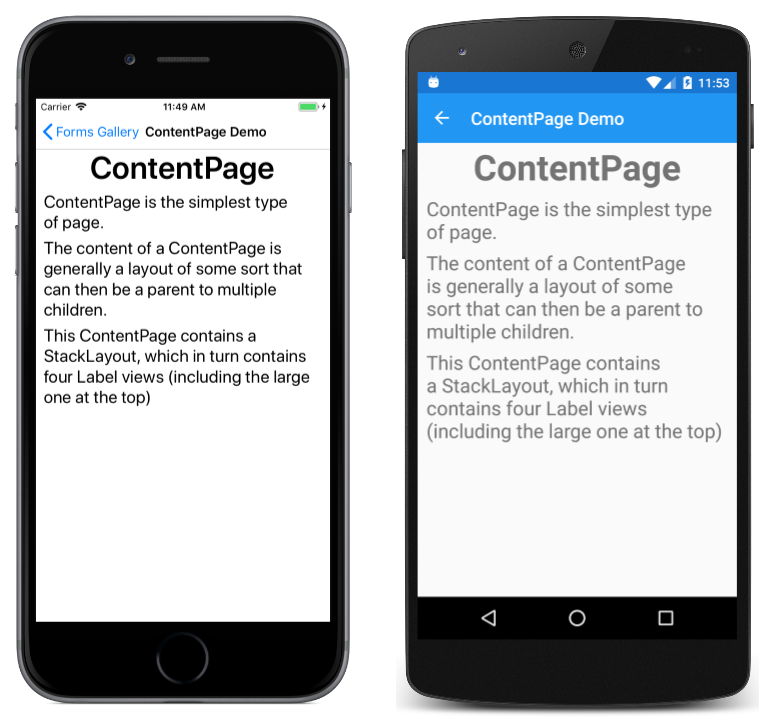 Carrier 11:49 AM
Forms Gallery ContentPage Demo
ContentPage
ContentPage is the simplest type
of page.
The content of a ContentPage is
generally a layout of some sort that
can then be a parent to multiple
children.
This ContentPage contains a
StackLayout, which in turn contains
four Label views (including the large
one at the top)
11:53
ContentPage Demo
ContentPage
ContentPage is the simplest type
of page.
The content of a ContentPage
is generally a layout of some
sort that can then be a parent to
multiple children.
This ContentPage contains
a StackLayout, which in turn
contains four Label views
(including the large one at the top)